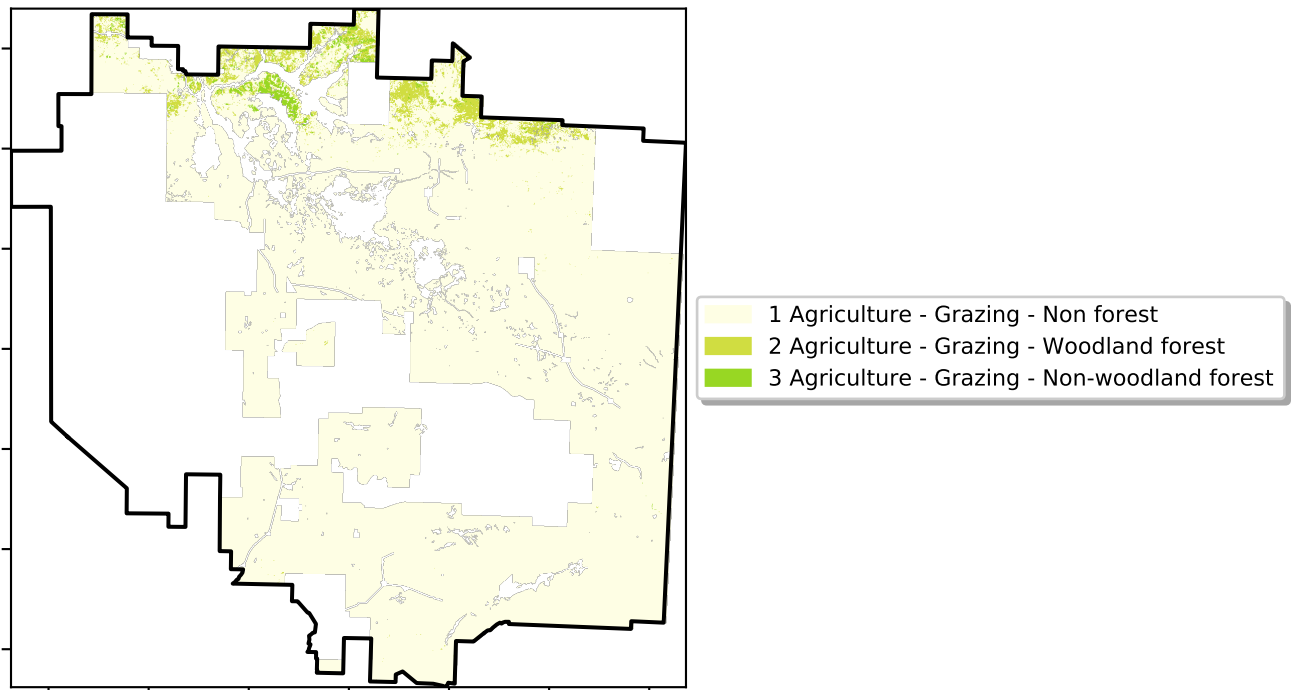 1 Agriculture - Grazing - Non forest
2 Agriculture - Grazing - Woodland forest
3 Agriculture - Grazing - Non-woodland forest